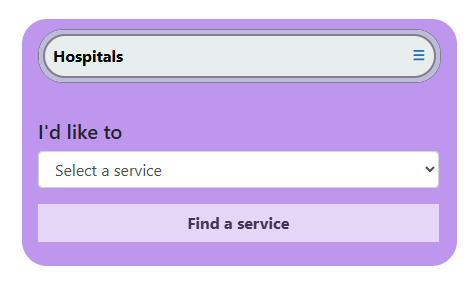 Hospitals
I'd like to
Select a service
Find a service